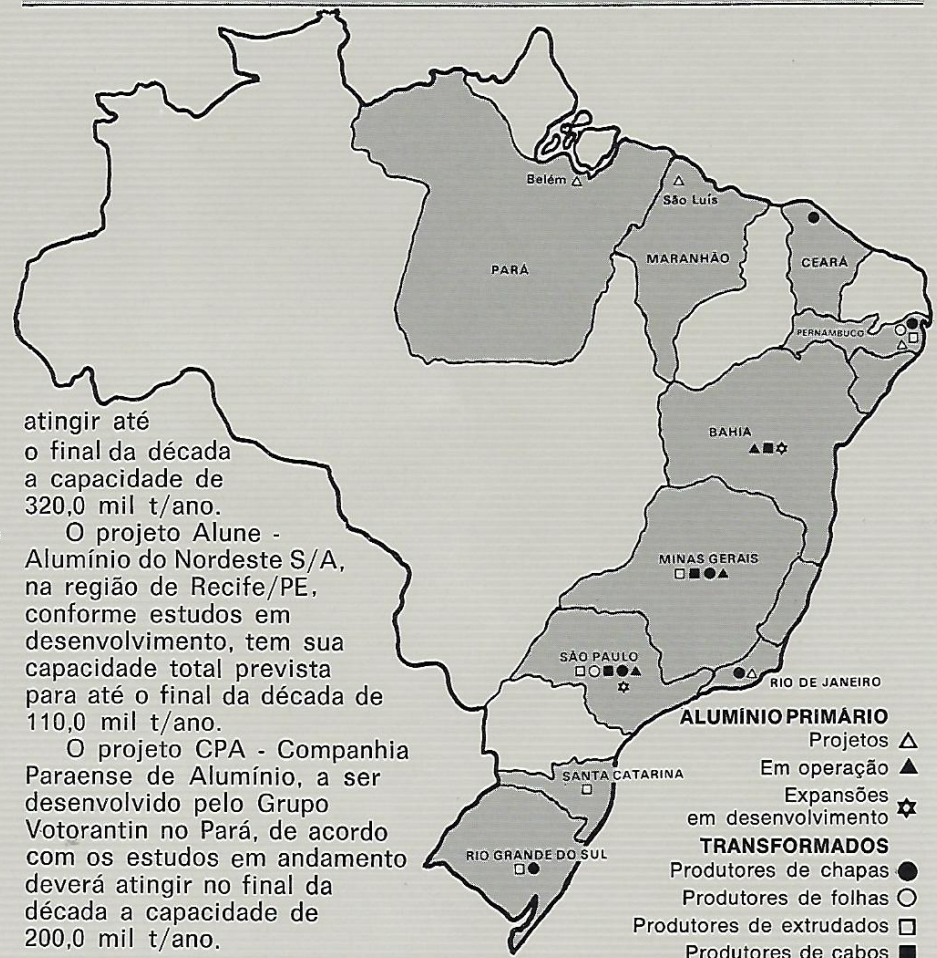 Belém
São Luís
PARÁ
MARANHÃO
CEARÁ
PERNAMBUCO
BAHIA
MINAS GERAIS
SÃO PAULO
RIO DE JANEIRO
SANTA CATARINA
RIO GRANDE DO SUL
atingir até
o final da década
a capacidade de
320,0 mil t/ano.
O projeto Alune -
Alumínio do Nordeste S/A,
na região de Recife/PE,
conforme estudos em
desenvolvimento, tem sua
capacidade total prevista
para até o final da década de
110,0 mil t/ano.
O projeto CPA - Companhia
Paraense de Alumínio, a ser
desenvolvido pelo Grupo
Votorantin no Pará, de acordo
com os estudos em andamento
deverá atingir no final da
década a capacidade de
200,0 mil t/ano.
ALUMÍNIO PRIMÁRIO
Projetos
Em operação
Expansões
em desenvolvimento
TRANSFORMADOS
Produtores de chapas
Produtores de folhas
Produtores de extrudados
Produtores de cabos